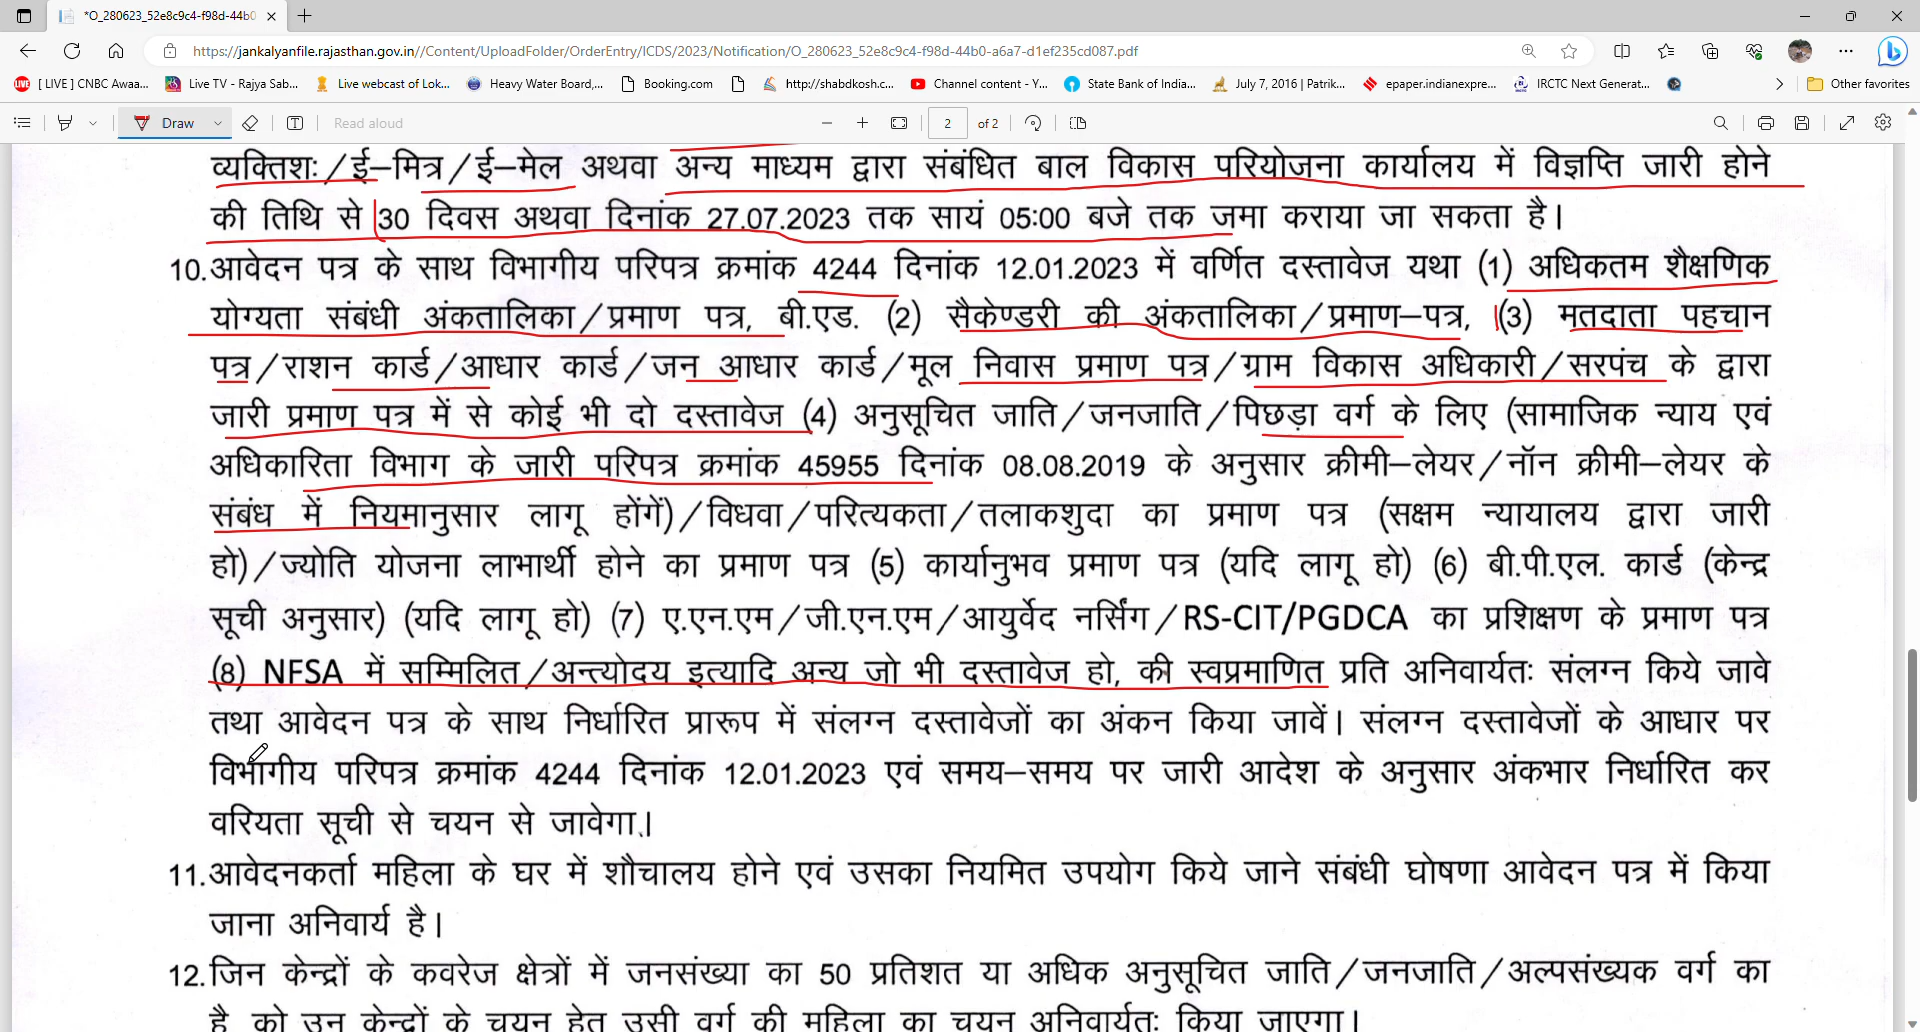 *O_280623_52e8c9c4-f98d-44b0
https://jankalyanfile.rajasthan.gov.in//Content/UploadFolder/OrderEntry/ICDS/2023/Notification/O_280623_52e8c9c4-f98d-44b0-a6a7-d1ef235cd087.pdf
LIVE [ LIVE ] CNBC Awaa... Live TV - Rajya Sab... Live webcast of Lok... Heavy Water Board,... Booking.com http://shabdkosh.c... Channel content - Y... State Bank of India... July 7, 2016 | Patrik... epaper.indianexpre... IRCTC Next Generat... Other favorites
Draw Read aloud 2 of 2
व्यक्तिशः/ई–मित्र/ई–मेल अथवा अन्य माध्यम द्वारा संबंधित बाल विकास परियोजना कार्यालय में विज्ञप्ति जारी होने
की तिथि से 30 दिवस अथवा दिनांक 27.07.2023 तक सायं 05:00 बजे तक जमा कराया जा सकता है।
10.आवेदन पत्र के साथ विभागीय परिपत्र क्रमांक 4244 दिनांक 12.01.2023 में वर्णित दस्तावेज यथा (1) अधिकतम शैक्षणिक
योग्यता संबंधी अंकतालिका/प्रमाण पत्र, बी.एड. (2) सैकेण्डरी की अंकतालिका/प्रमाण–पत्र, (3) मतदाता पहचान
पत्र/राशन कार्ड/आधार कार्ड/जन आधार कार्ड/मूल निवास प्रमाण पत्र/ग्राम विकास अधिकारी/सरपंच के द्वारा
जारी प्रमाण पत्र में से कोई भी दो दस्तावेज (4) अनुसूचित जाति/जनजाति/पिछड़ा वर्ग के लिए (सामाजिक न्याय एवं
अधिकारिता विभाग के जारी परिपत्र क्रमांक 45955 दिनांक 08.08.2019 के अनुसार क्रीमी–लेयर/नॉन क्रीमी–लेयर के
संबंध में नियमानुसार लागू होंगें)/विधवा/परित्यकता/तलाकशुदा का प्रमाण पत्र (सक्षम न्यायालय द्वारा जारी
हो)/ज्योति योजना लाभार्थी होने का प्रमाण पत्र (5) कार्यानुभव प्रमाण पत्र (यदि लागू हो) (6) बी.पी.एल. कार्ड (केन्द्र
सूची अनुसार) (यदि लागू हो) (7) ए.एन.एम/जी.एन.एम/आयुर्वेद नर्सिंग/RS-CIT/PGDCA का प्रशिक्षण के प्रमाण पत्र
(8) NFSA में सम्मिलित/अन्त्योदय इत्यादि अन्य जो भी दस्तावेज हो, की स्वप्रमाणित प्रति अनिवार्यतः संलग्न किये जावे
तथा आवेदन पत्र के साथ निर्धारित प्रारूप में संलग्न दस्तावेजों का अंकन किया जावें। संलग्न दस्तावेजों के आधार पर
विभागीय परिपत्र क्रमांक 4244 दिनांक 12.01.2023 एवं समय–समय पर जारी आदेश के अनुसार अंकभार निर्धारित कर
वरियता सूची से चयन से जावेगा.।
11.आवेदनकर्ता महिला के घर में शौचालय होने एवं उसका नियमित उपयोग किये जाने संबंधी घोषणा आवेदन पत्र में किया
जाना अनिवार्य है।
12.जिन केन्द्रों के कवरेज क्षेत्रों में जनसंख्या का 50 प्रतिशत या अधिक अनुसूचित जाति/जनजाति/अल्पसंख्यक वर्ग का
है, को उन केन्द्रों के चयन हेतु उसी वर्ग की महिला का चयन अनिवार्यतः किया जाएगा।